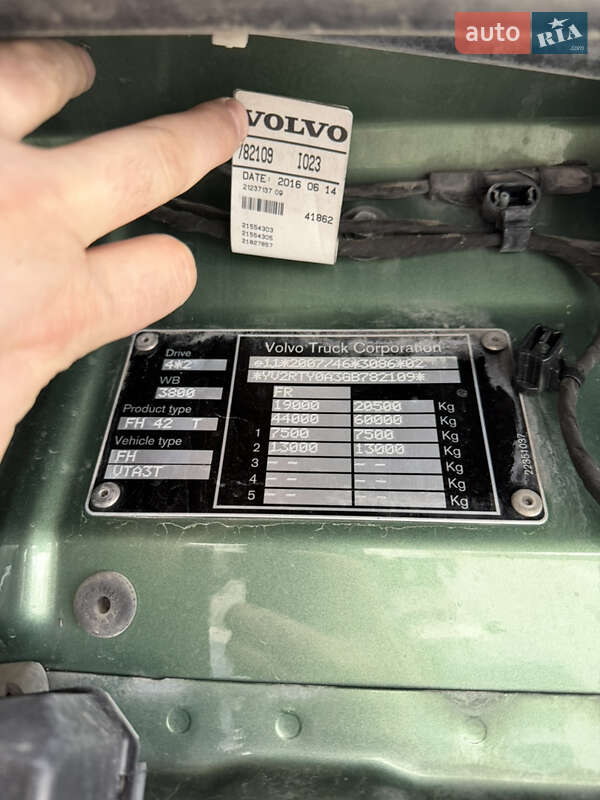 auto RIA.com
VOLVO
782109 I023
DATE: 2016 06 14
21237137 09
41862
21554303
21554305
21827857
Volvo Truck Corporation
Drive
4*2
WB
3800
Product type
FH 42 T
Vehicle type
FH
VTA3T
e11*2007/46*3086*02
*YV2RTY0A3GB782109*
FR
19000 20500 Kg
44000 60000 Kg
1 7500 7500 Kg
2 13000 13000 Kg
3 -- -- Kg
4 -- -- Kg
5 -- -- Kg
22351037